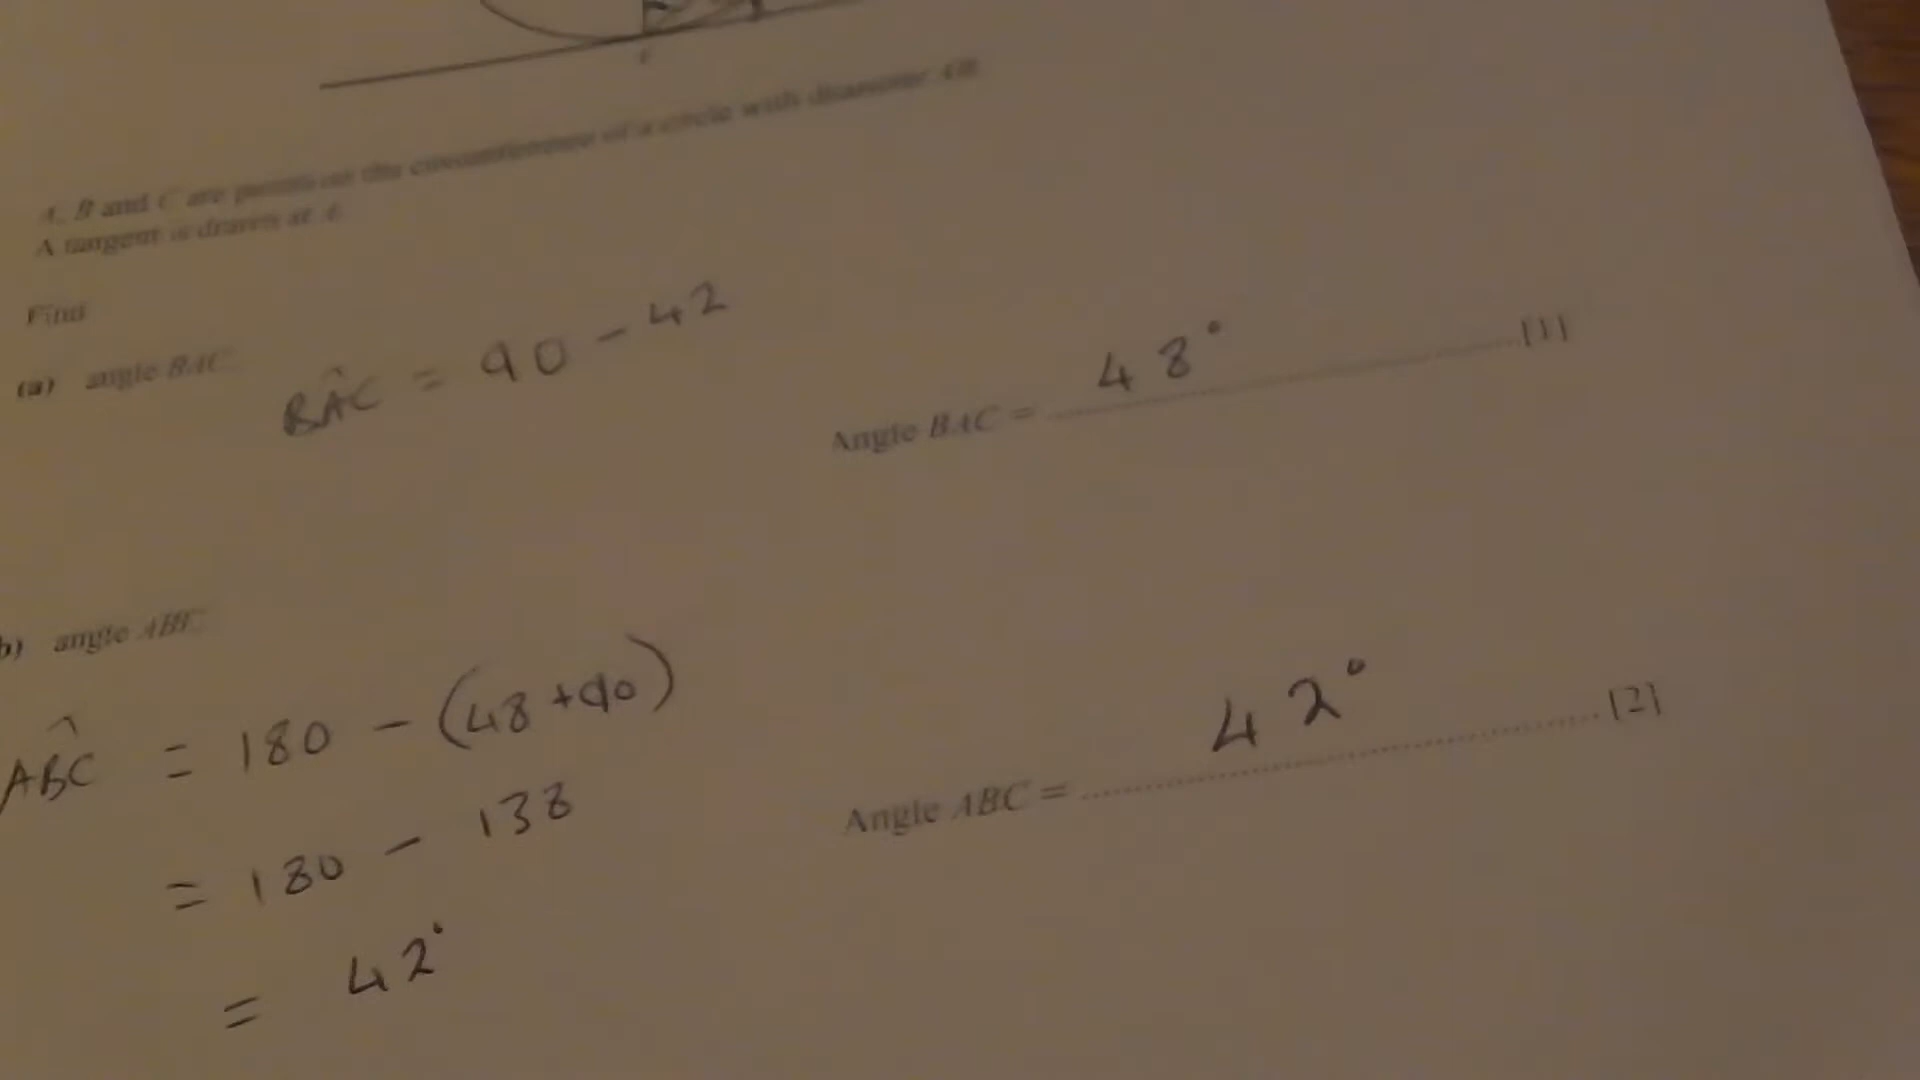 A, B and C are points on the circumference of a circle with diameter AB.
A tangent is drawn at A.
Find
(a) angle BAC
BÂC = 90 - 42
48°
Angle BAC = ........ [1]
b) angle ABC
AB̂C = 180 - (48 + 90)
= 180 - 138
= 42°
42°
Angle ABC = ........ [2]